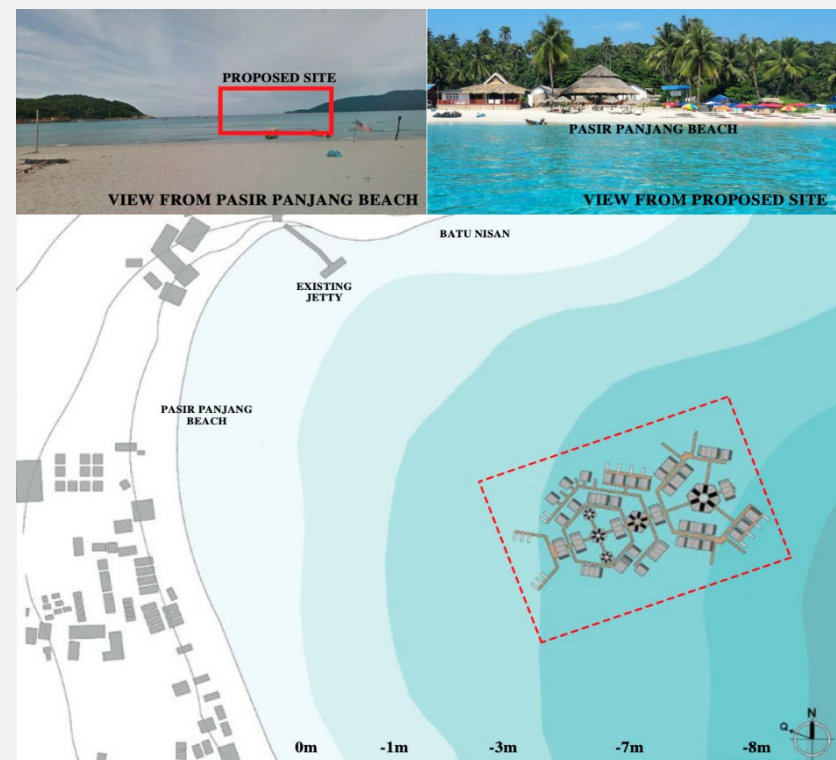 PROPOSED SITE
VIEW FROM PASIR PANJANG BEACH
PASIR PANJANG BEACH
VIEW FROM PROPOSED SITE
BATU NISAN
EXISTING
JETTY
PASIR PANJANG
BEACH
N
Q
0m -1m -3m -7m -8m